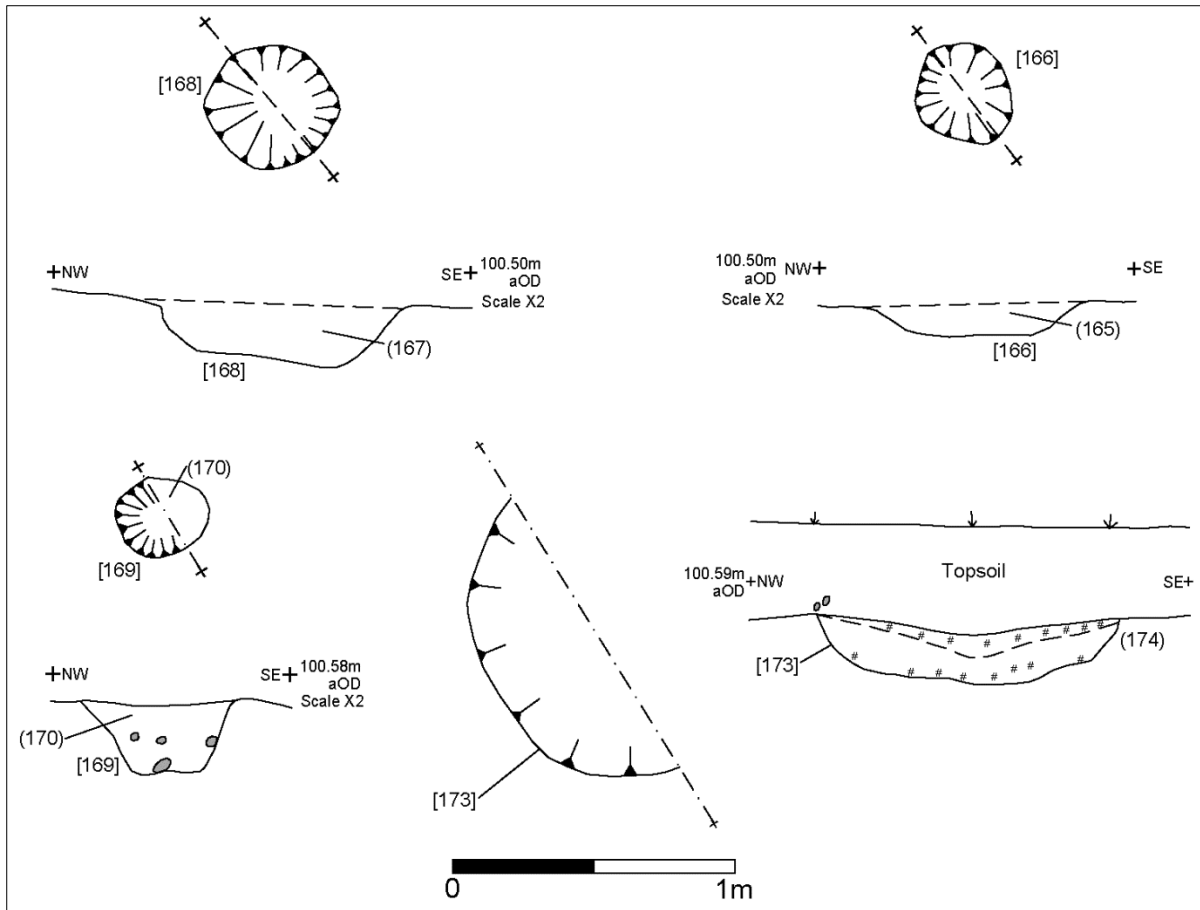 [168]
[166]
NW
SE
100.50m
aOD
Scale X2
(167)
[168]
100.50m
aOD
Scale X2
NW
SE
(165)
[166]
(170)
[169]
NW
SE
100.58m
aOD
Scale X2
(170)
[169]
[173]
Topsoil
100.59m
aOD
NW
SE
[173]
(174)
# # # # # # # #
# # # # # # # # #
0 1m